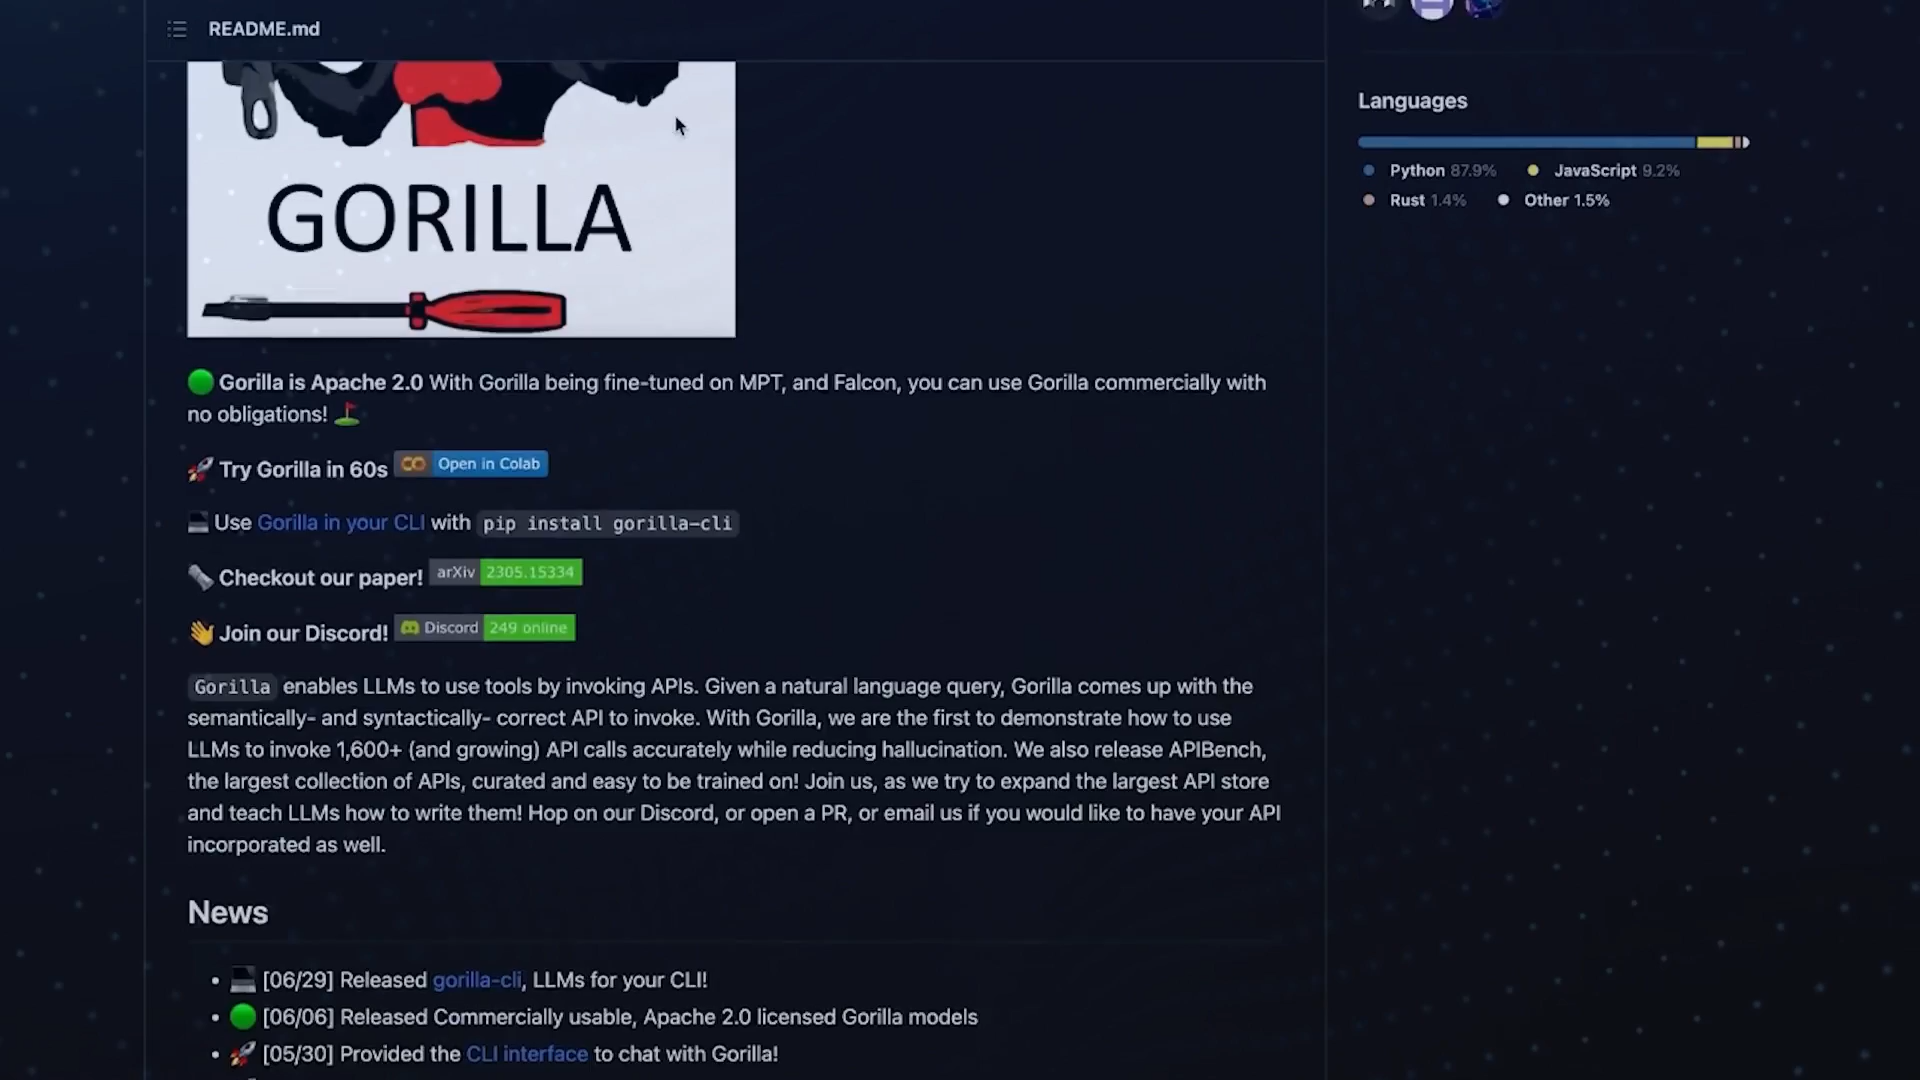 README.md
GORILLA
Gorilla is Apache 2.0 With Gorilla being fine-tuned on MPT, and Falcon, you can use Gorilla commercially with
no obligations!
Try Gorilla in 60s Open in Colab
Use Gorilla in your CLI with pip install gorilla-cli
Checkout our paper! arXiv 2305.15334
Join our Discord! Discord 249 online
Gorilla enables LLMs to use tools by invoking APIs. Given a natural language query, Gorilla comes up with the
semantically- and syntactically- correct API to invoke. With Gorilla, we are the first to demonstrate how to use
LLMs to invoke 1,600+ (and growing) API calls accurately while reducing hallucination. We also release APIBench,
the largest collection of APIs, curated and easy to be trained on! Join us, as we try to expand the largest API store
and teach LLMs how to write them! Hop on our Discord, or open a PR, or email us if you would like to have your API
incorporated as well.
News
• [06/29] Released gorilla-cli, LLMs for your CLI!
• [06/06] Released Commercially usable, Apache 2.0 licensed Gorilla models
• [05/30] Provided the CLI interface to chat with Gorilla!
Languages
Python 87.9% JavaScript 9.2%
Rust 1.4% Other 1.5%